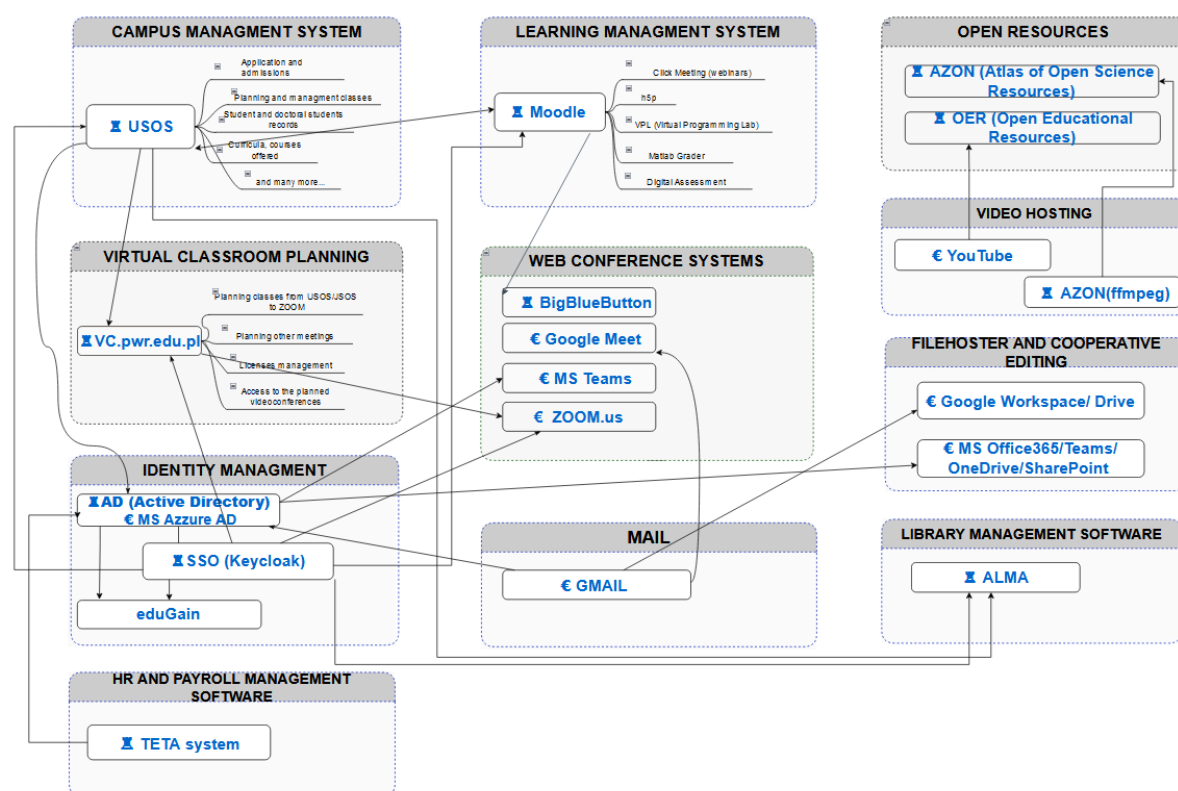 CAMPUS MANAGMENT SYSTEM
Application and
admissions
Planning and managment classes
Student and doctoral students
records
Curricula, courses
offered
and many more...
♜ USOS
LEARNING MANAGMENT SYSTEM
Click Meeting (webinars)
h5p
VPL (Virtual Programming Lab)
Matlab Grader
Digital Assessment
♜ Moodle
OPEN RESOURCES
♜ AZON (Atlas of Open Science
Resources)
♜ OER (Open Educational
Resources)
VIDEO HOSTING
€ YouTube
♜ AZON(ffmpeg)
VIRTUAL CLASSROOM PLANNING
Planning classes from USOS/JSOS
to ZOOM
Planning other meetings
Licenses management
Access to the planned
videoconferences
♜ VC.pwr.edu.pl
WEB CONFERENCE SYSTEMS
♜ BigBlueButton
€ Google Meet
€ MS Teams
€ ZOOM.us
FILEHOSTER AND COOPERATIVE
EDITING
€ Google Workspace/ Drive
€ MS Office365/Teams/
OneDrive/SharePoint
IDENTITY MANAGMENT
♜AD (Active Directory)
€ MS Azzure AD
♜SSO (Keycloak)
eduGain
MAIL
€ GMAIL
LIBRARY MANAGEMENT SOFTWARE
♜ ALMA
HR AND PAYROLL MANAGEMENT
SOFTWARE
♜ TETA system